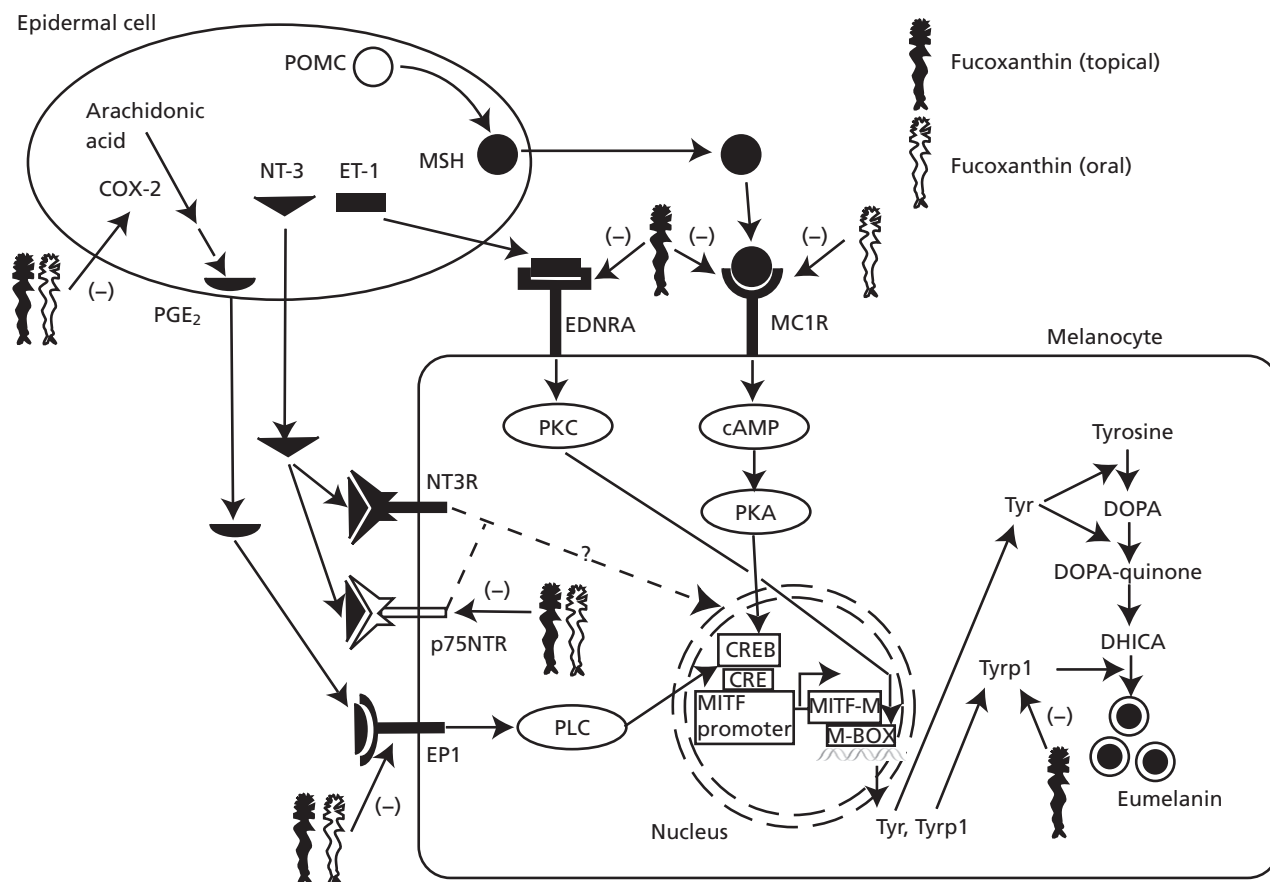 Epidermal cell
POMC
Fucoxanthin (topical)
Arachidonic
acid
MSH
NT-3
ET-1
Fucoxanthin (oral)
COX-2
(–)
(–)
(–)
(–)
PGE2
EDNRA
MC1R
Melanocyte
PKC
cAMP
Tyrosine
NT3R
PKA
Tyr
DOPA
?
DOPA-quinone
(–)
p75NTR
CREB
DHICA
CRE
Tyrp1
MITF
promoter
MITF-M
M-BOX
(–)
PLC
EP1
(–)
Eumelanin
Nucleus
Tyr, Tyrp1